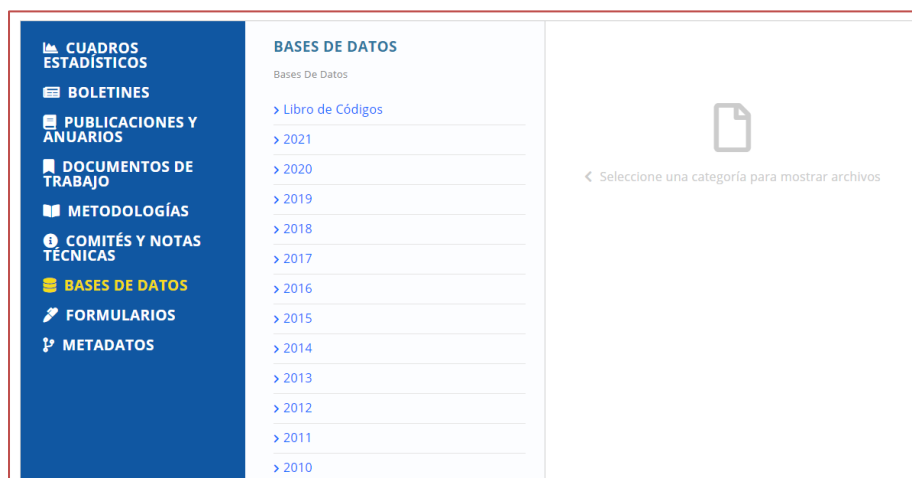 CUADROS
ESTADÍSTICOS
BOLETINES
PUBLICACIONES Y
ANUARIOS
DOCUMENTOS DE
TRABAJO
METODOLOGÍAS
COMITÉS Y NOTAS
TÉCNICAS
BASES DE DATOS
FORMULARIOS
METADATOS
BASES DE DATOS
Bases De Datos
Libro de Códigos
2021
2020
2019
2018
2017
2016
2015
2014
2013
2012
2011
2010
Seleccione una categoría para mostrar archivos